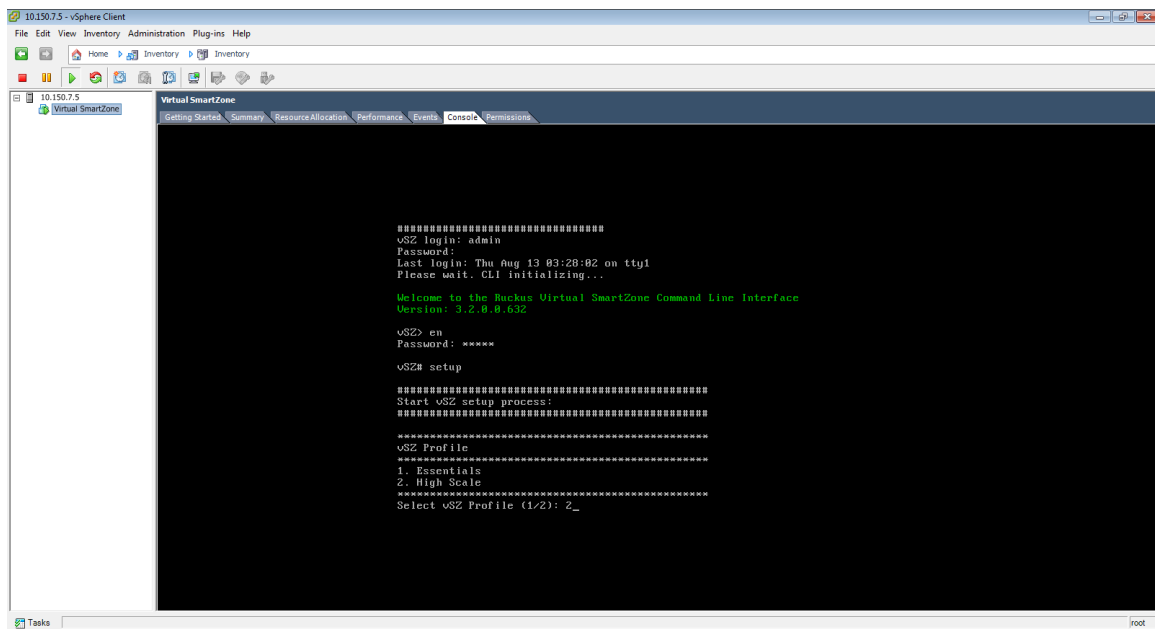 10.150.7.5 - vSphere Client
File Edit View Inventory Administration Plug-ins Help
Home Inventory Inventory
10.150.7.5
Virtual SmartZone
Virtual SmartZone
Getting Started Summary Resource Allocation Performance Events Console Permissions
################################
vSZ login: admin
Password:
Last login: Thu Aug 13 03:28:02 on tty1
Please wait. CLI initializing...
Welcome to the Ruckus Virtual SmartZone Command Line Interface
Version: 3.2.0.0.632
vSZ> en
Password: *****
vSZ# setup
################################################
Start vSZ setup process:
################################################
************************************************
vSZ Profile
************************************************
1. Essentials
2. High Scale
************************************************
Select vSZ Profile (1/2): 2_
Tasks
root